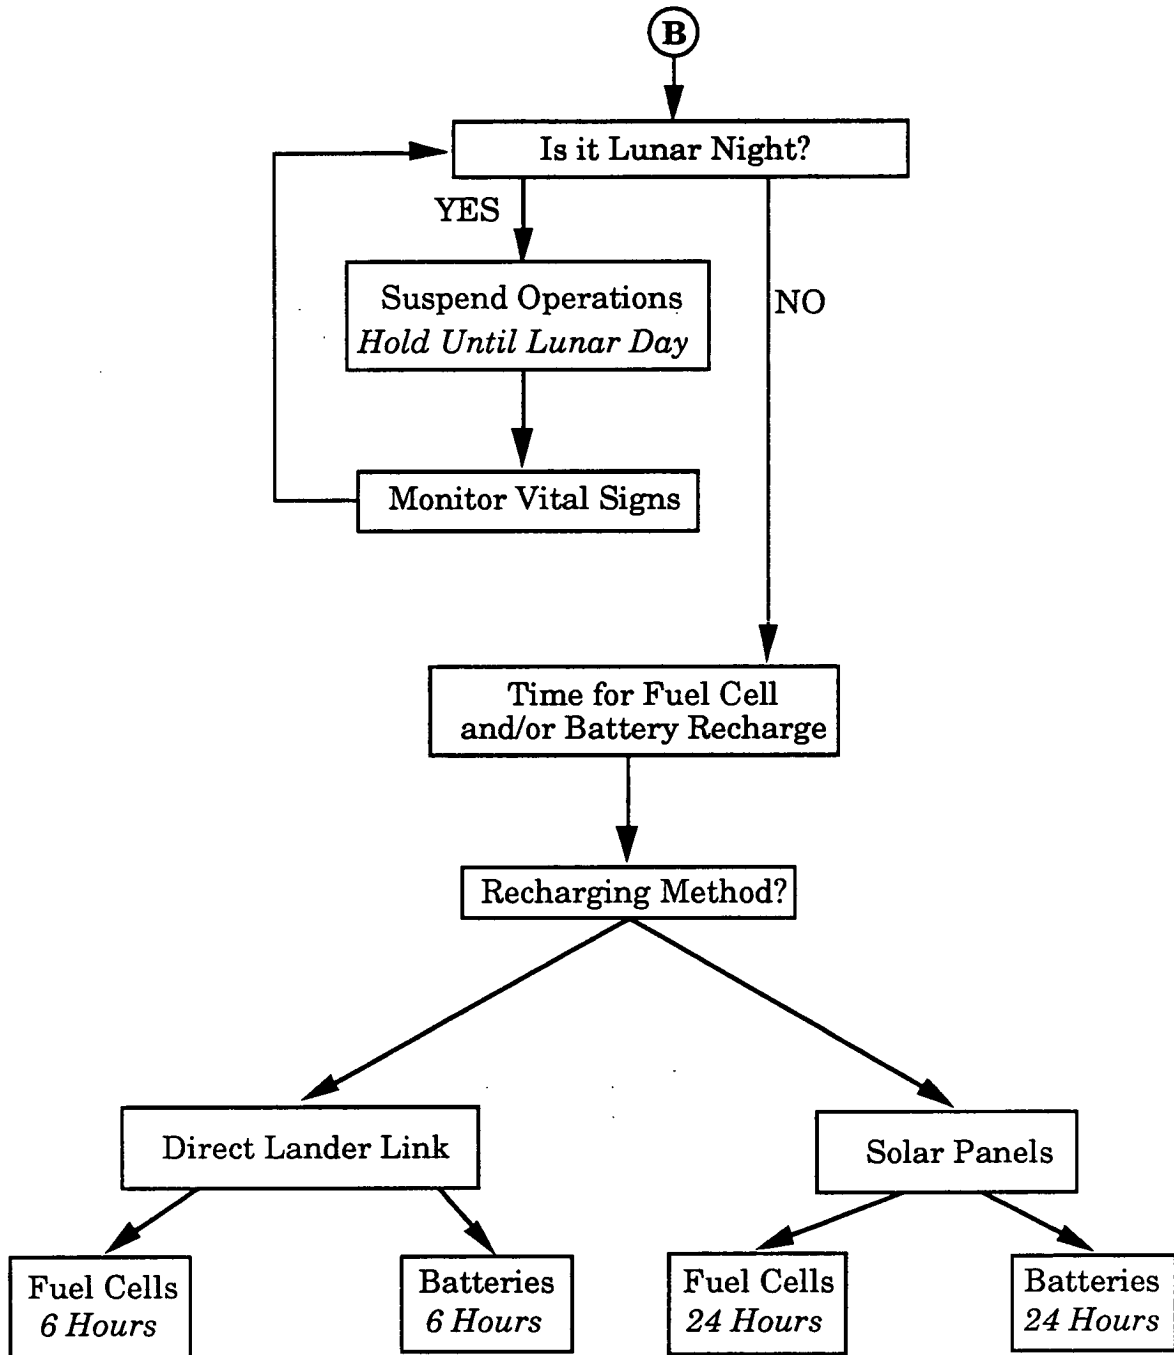 B
Is it Lunar Night?
YES
NO
Suspend Operations
Hold Until Lunar Day
Monitor Vital Signs
Time for Fuel Cell
and/or Battery Recharge
Recharging Method?
Direct Lander Link
Solar Panels
Fuel Cells
6 Hours
Batteries
6 Hours
Fuel Cells
24 Hours
Batteries
24 Hours